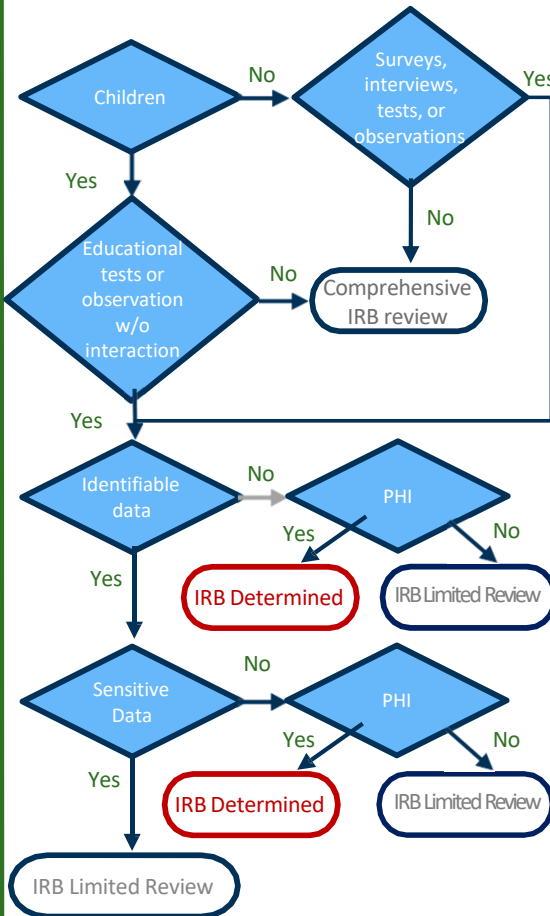 Children
No
Surveys,
interviews,
tests, or
observations
Yes
Yes
No
Educational
tests or
observation
w/o
interaction
No
Comprehensive
IRB review
Yes
Identifiable
data
No
PHI
Yes
No
Yes
IRB Determined
IRB Limited Review
Sensitive
Data
No
PHI
Yes
No
Yes
IRB Determined
IRB Limited Review
IRB Limited Review